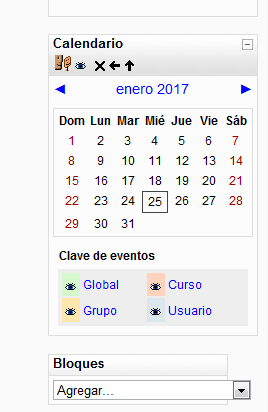 Calendario
enero 2017
Dom Lun Mar Mié Jue Vie Sáb
1 2 3 4 5 6 7
8 9 10 11 12 13 14
15 16 17 18 19 20 21
22 23 24 25 26 27 28
29 30 31
Clave de eventos
Global Curso
Grupo Usuario
Bloques
Agregar...